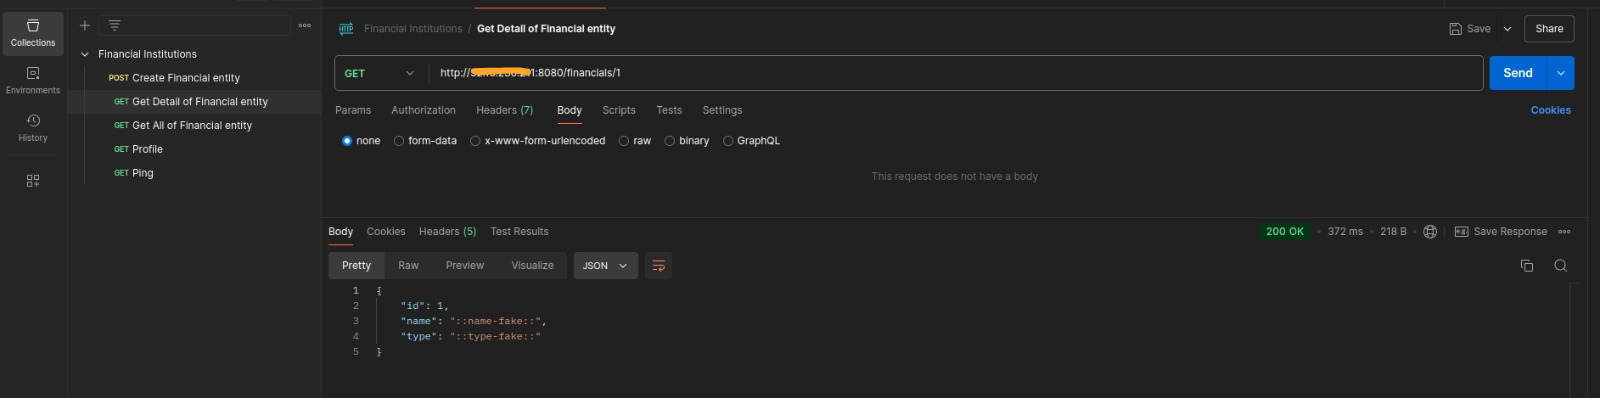 Collections
Environments
History
Financial Institutions
POST Create Financial entity
GET Get Detail of Financial entity
GET Get All of Financial entity
GET Profile
GET Ping
HTTP Financial Institutions / Get Detail of Financial entity
Save
Share
GET http://1:8080/financials/1
Send
Params Authorization Headers (7) Body Scripts Tests Settings Cookies
none form-data x-www-form-urlencoded raw binary GraphQL
This request does not have a body
Body Cookies Headers (5) Test Results 200 OK • 372 ms • 218 B • Save Response
Pretty Raw Preview Visualize JSON
1 {
2 "id": 1,
3 "name": "::name-fake::",
4 "type": "::type-fake::"
5 }